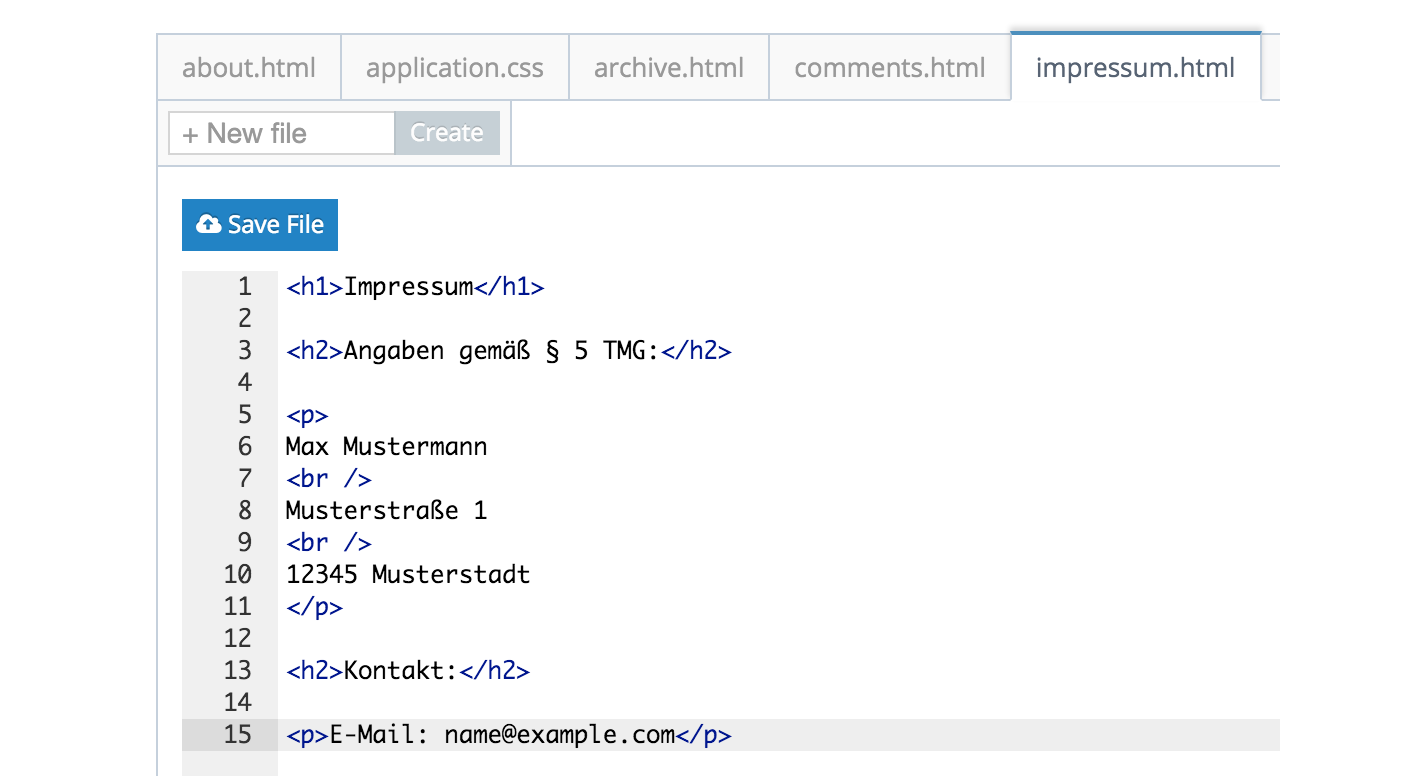 about.html application.css archive.html comments.html impressum.html
+ New file Create
Save File
1 <h1>Impressum</h1>
2
3 <h2>Angaben gemäß § 5 TMG:</h2>
4
5 <p>
6 Max Mustermann
7 <br />
8 Musterstraße 1
9 <br />
10 12345 Musterstadt
11 </p>
12
13 <h2>Kontakt:</h2>
14
15 <p>E-Mail: name@example.com</p>